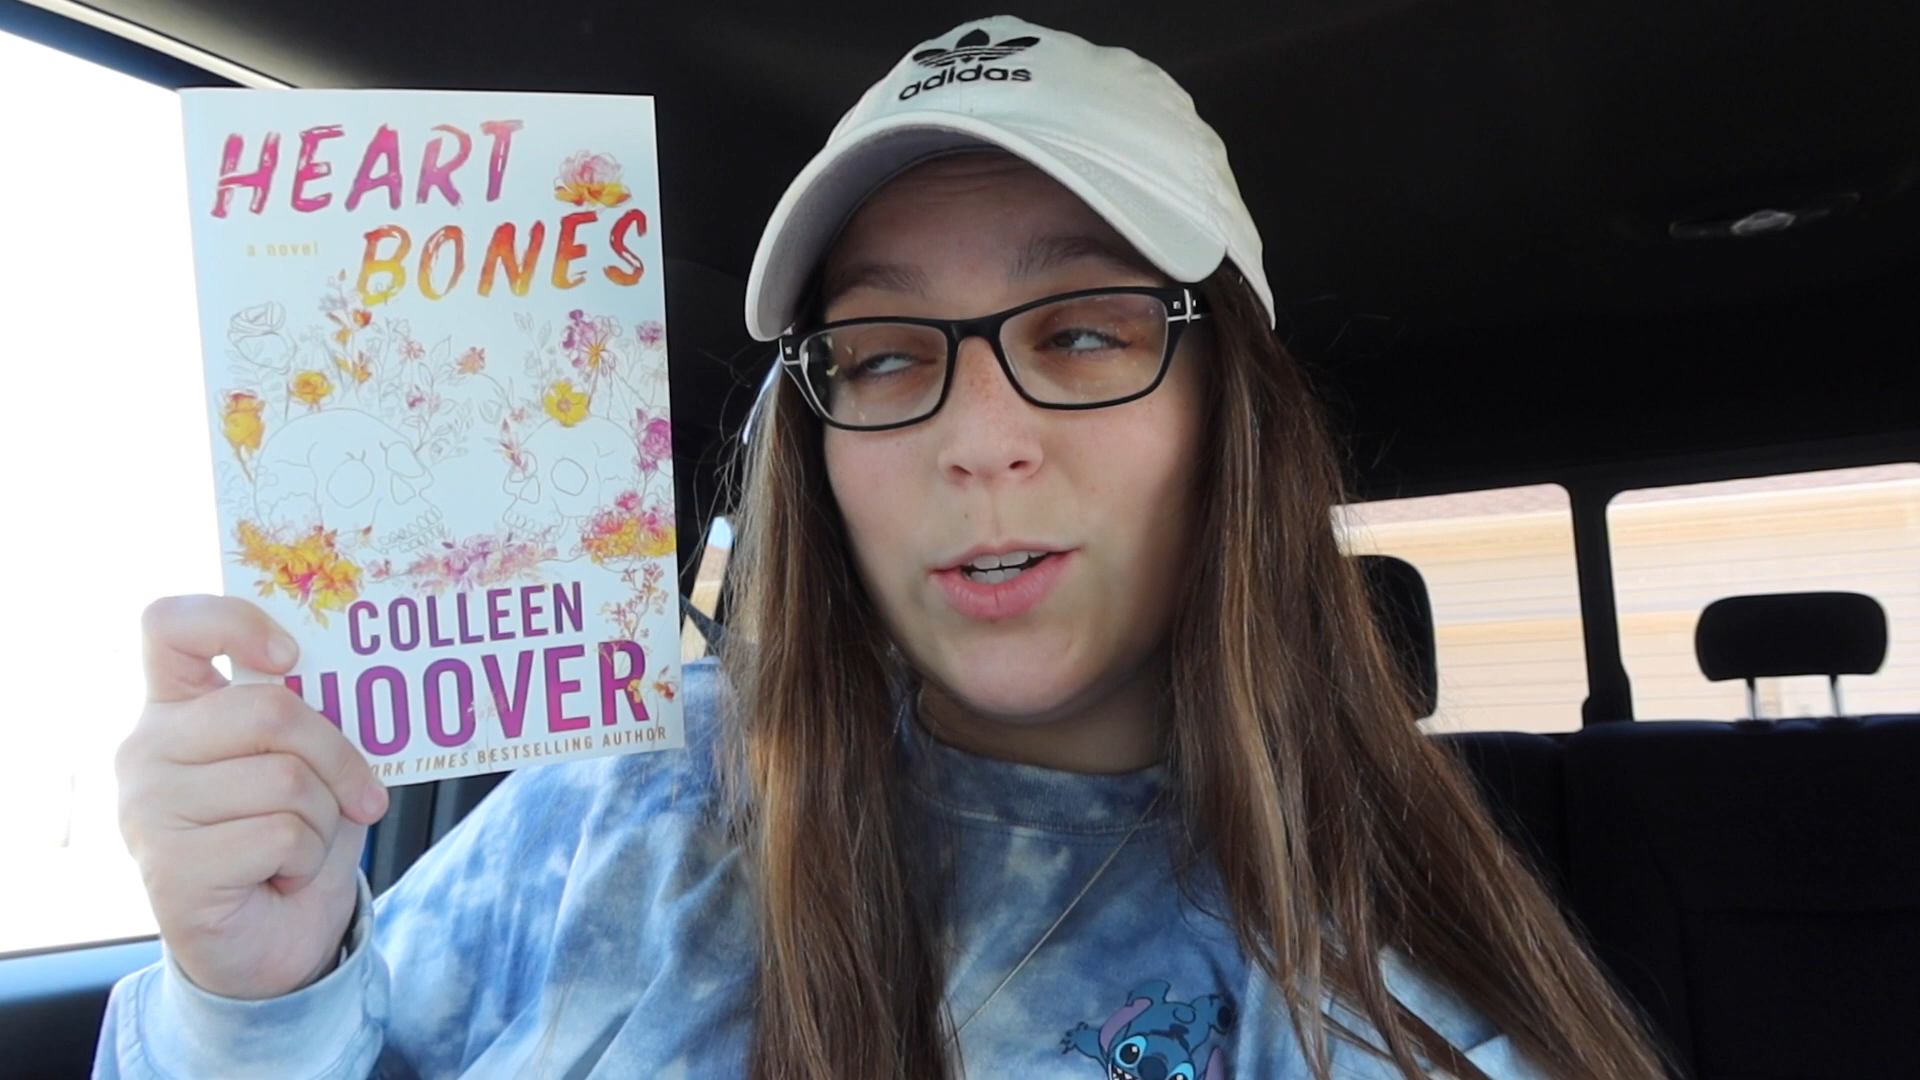 adidas
HEART
BONES
a novel
COLLEEN
HOOVER
ORK TIMES BESTSELLING AUTHOR